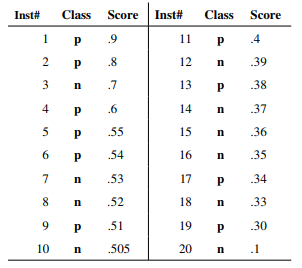 Inst# Class Score Inst# Class Score
1 p .9 11 p .4
2 p .8 12 n .39
3 n .7 13 p .38
4 p .6 14 n .37
5 p .55 15 n .36
6 p .54 16 n .35
7 n .53 17 p .34
8 n .52 18 n .33
9 p .51 19 p .30
10 n .505 20 n .1